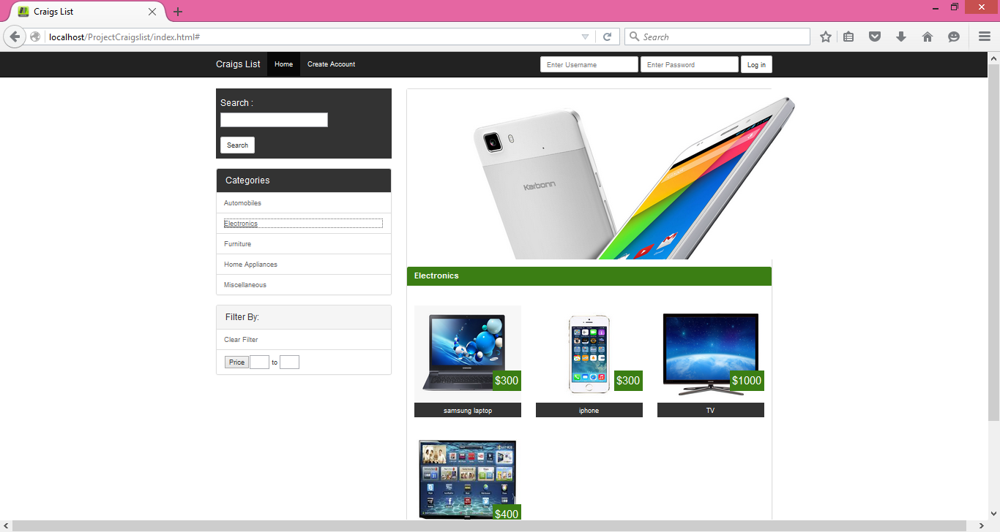 Craigs List
localhost/ProjectCraigslist/index.html#
Search
Craigs List
Home
Create Account
Enter Username
Enter Password
Log in
Search :
Search
Categories
Automobiles
Electronics
Furniture
Home Appliances
Miscellaneous
Filter By:
Clear Filter
Price to
Karbonn
Electronics
$300
samsung laptop
$300
iphone
$1000
TV
$400